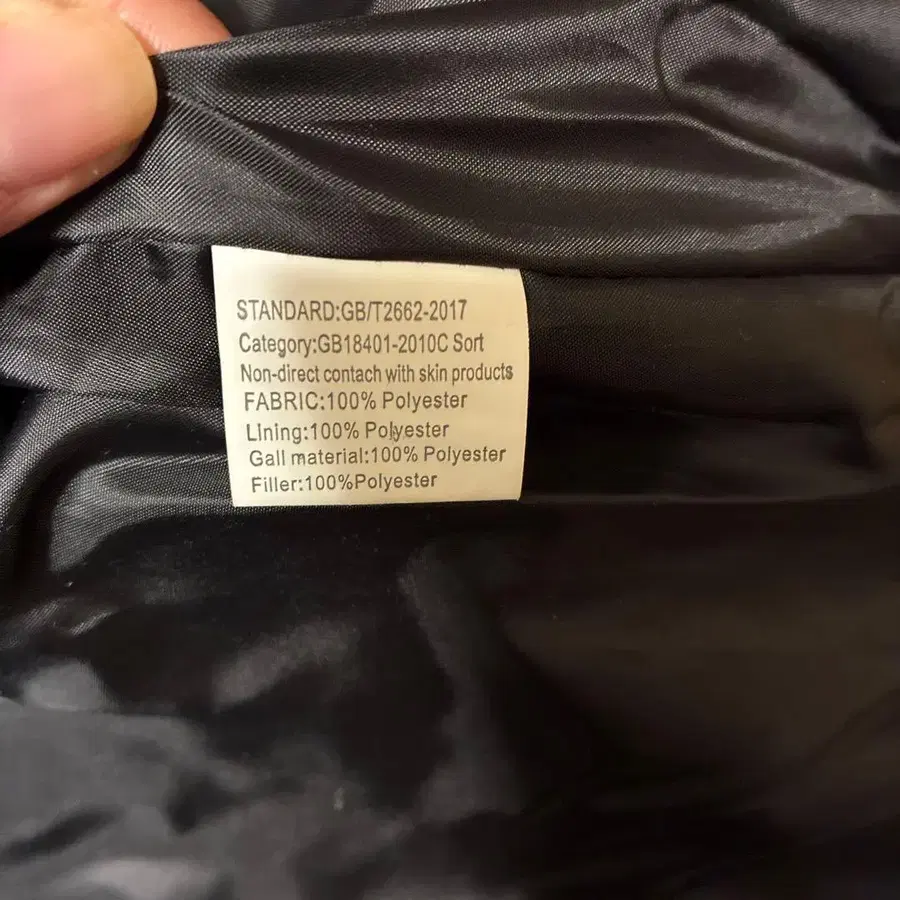 STANDARD:GB/T2662-2017
Category:GB18401-2010C Sort
Non-direct contach with skin products
FABRIC:100% Polyester
Lining:100% Polyester
Gall material:100% Polyester
Filler:100%Polyester